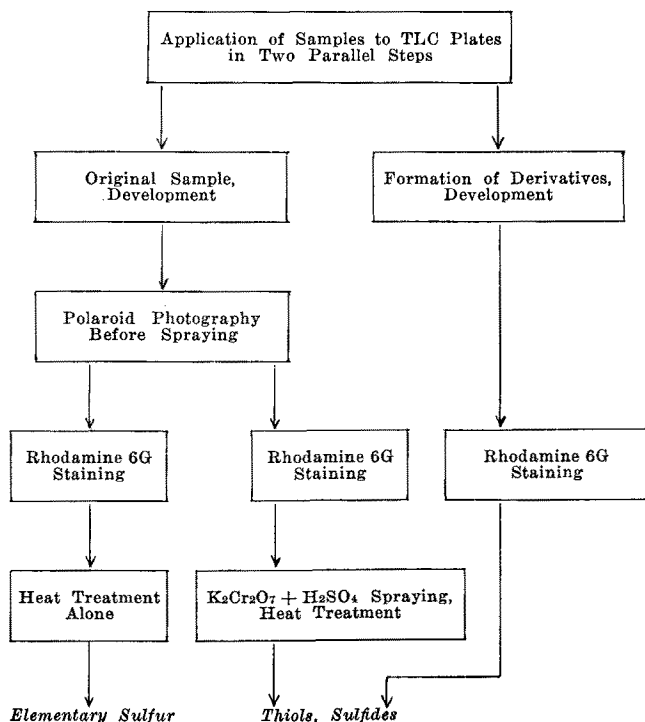 Application of Samples to TLC Plates
in Two Parallel Steps
Original Sample,
Development
Formation of Derivatives,
Development
Polaroid Photography
Before Spraying
Rhodamine 6G
Staining
Rhodamine 6G
Staining
Rhodamine 6G
Staining
Heat Treatment
Alone
K₂Cr₂O₇ + H₂SO₄ Spraying,
Heat Treatment
Elementary Sulfur
Thiols, Sulfides